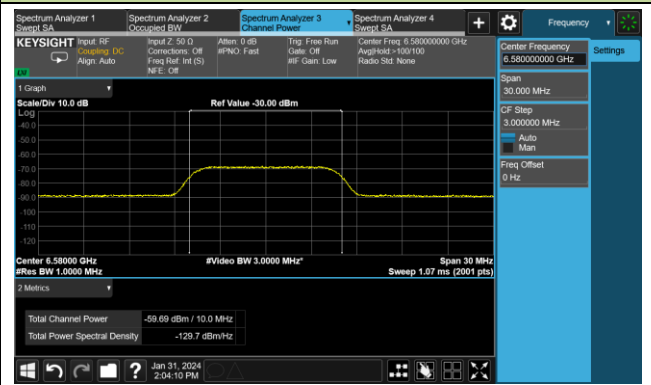 Spectrum Analyzer 1
Swept SA
Spectrum Analyzer 2
Occupied BW
Spectrum Analyzer 3
Channel Power
Spectrum Analyzer 4
Swept SA
+
Frequency
KEYSIGHT
Input: RF
Coupling: DC
Align: Auto
Input Z: 50 Ω
Corrections: Off
Freq Ref: Int (S)
NFE: Off
Atten: 0 dB
#PNO: Fast
Trig: Free Run
Gate: Off
#IF Gain: Low
Center Freq: 6.580000000 GHz
Avg|Hold:>100/100
Radio Std: None
Center Frequency
6.580000000 GHz
Settings
Span
30.000 MHz
CF Step
3.000000 MHz
Auto
Man
Freq Offset
0 Hz
1 Graph
Scale/Div 10.0 dB
Ref Value -30.00 dBm
Log
-40.0
-50.0
-60.0
-70.0
-80.0
-90.0
-100
-110
-120
Center 6.58000 GHz
#Video BW 3.0000 MHz*
Span 30 MHz
#Res BW 1.0000 MHz
Sweep 1.07 ms (2001 pts)
2 Metrics
Total Channel Power
-59.69 dBm / 10.0 MHz
Total Power Spectral Density
-129.7 dBm/Hz
?
Jan 31, 2024
2:04:10 PM